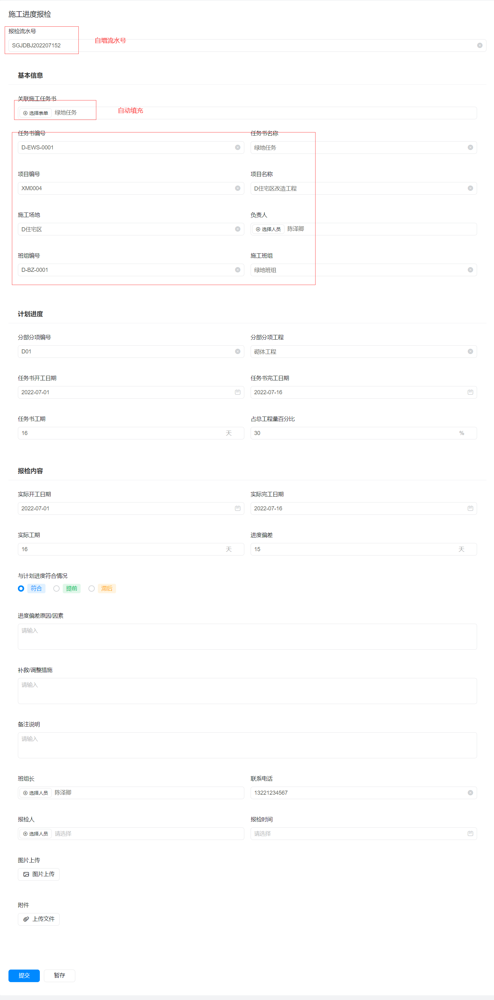 施工进度报检
报检流水号
自增流水号
SGJDBJ202207152
基本信息
关联施工任务书
选择表单 绿地任务
自动填充
任务书编号 任务书名称
D-EWS-0001 绿地任务
项目编号 项目名称
XM0004 D住宅区改造工程
施工场地 负责人
D住宅区 选择人员 陈泽卿
班组编号 施工班组
D-BZ-0001 绿地班组
计划进度
分部分项编号 分部分项工程
D01 砌体工程
任务书开工日期 任务书完工日期
2022-07-01 2022-07-16
任务书工期 占总工程量百分比
16 天 30 %
报检内容
实际开工日期 实际完工日期
2022-07-01 2022-07-16
实际工期 进度偏差
16 天 15 天
与计划进度符合情况
符合 提前 滞后
进度偏差原因/因素
请输入
补救/调整措施
请输入
备注说明
请输入
班组长 联系电话
选择人员 陈泽卿 13221234567
报检人 报检时间
选择人员 请选择 请选择
图片上传
图片上传
附件
上传文件
提交 暂存